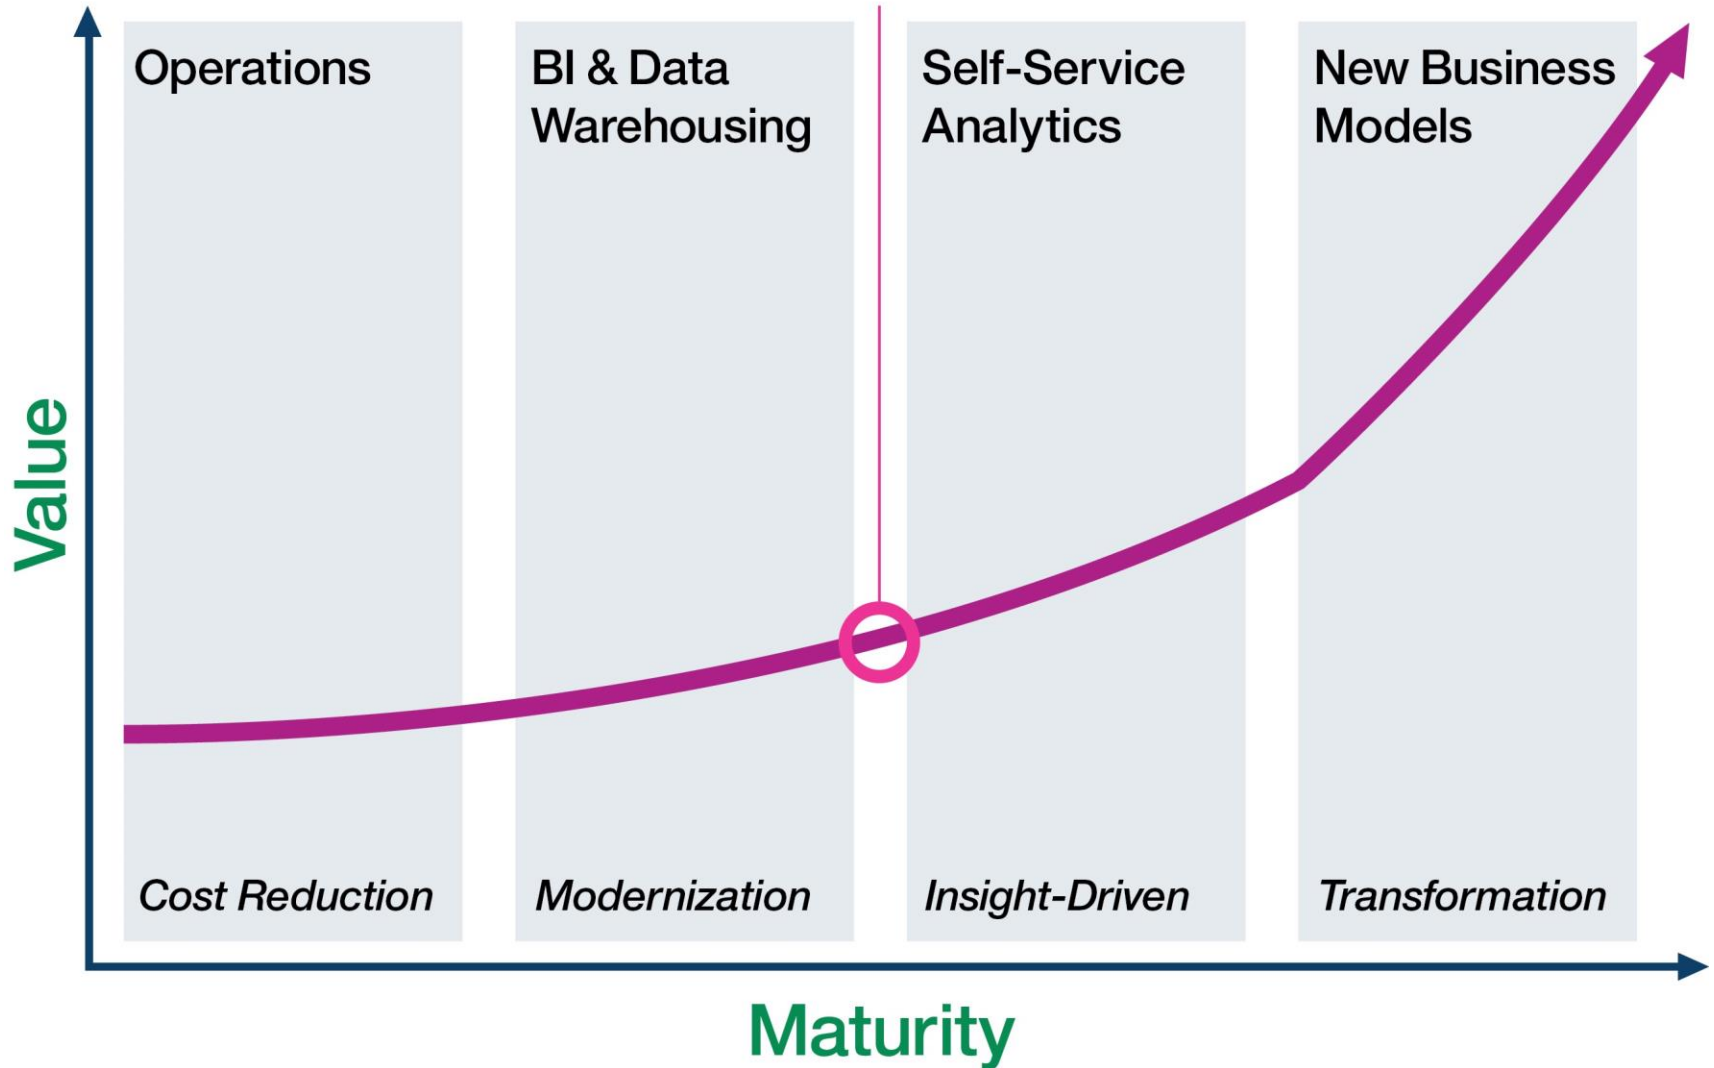 Operations
BI & Data
Warehousing
Self-Service
Analytics
New Business
Models
Value
Cost Reduction
Modernization
Insight-Driven
Transformation
Maturity